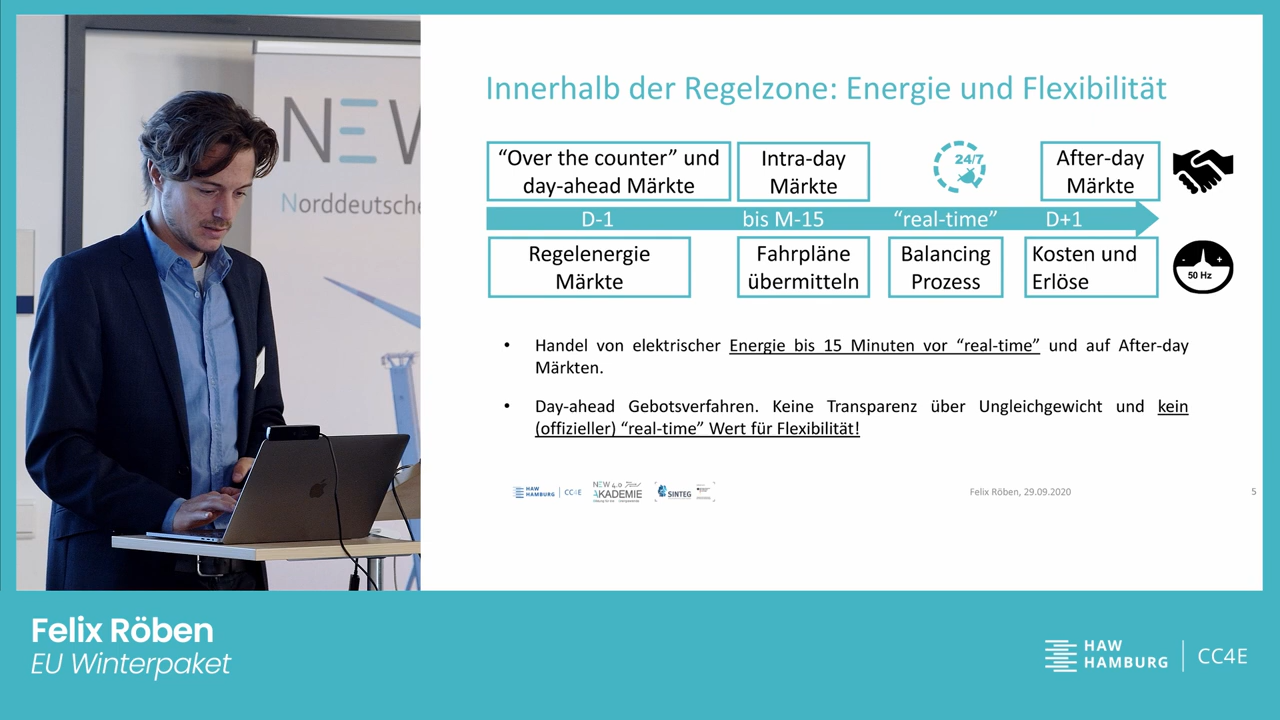 NEW
Norddeutsche
Innerhalb der Regelzone: Energie und Flexibilität
“Over the counter” und
day-ahead Märkte
Intra-day
Märkte
24/7
After-day
Märkte
D-1
bis M-15
“real-time”
D+1
Regelenergie
Märkte
Fahrpläne
übermitteln
Balancing
Prozess
Kosten und
Erlöse
- +
50 Hz
• Handel von elektrischer Energie bis 15 Minuten vor “real-time” und auf After-day
Märkten.
• Day-ahead Gebotsverfahren. Keine Transparenz über Ungleichgewicht und kein
(offizieller) “real-time” Wert für Flexibilität!
HAW
HAMBURG
CC4E
NEW 4.0
AKADEMIE
SINTEG
Felix Röben, 29.09.2020
5
Felix Röben
EU Winterpaket
HAW
HAMBURG
CC4E